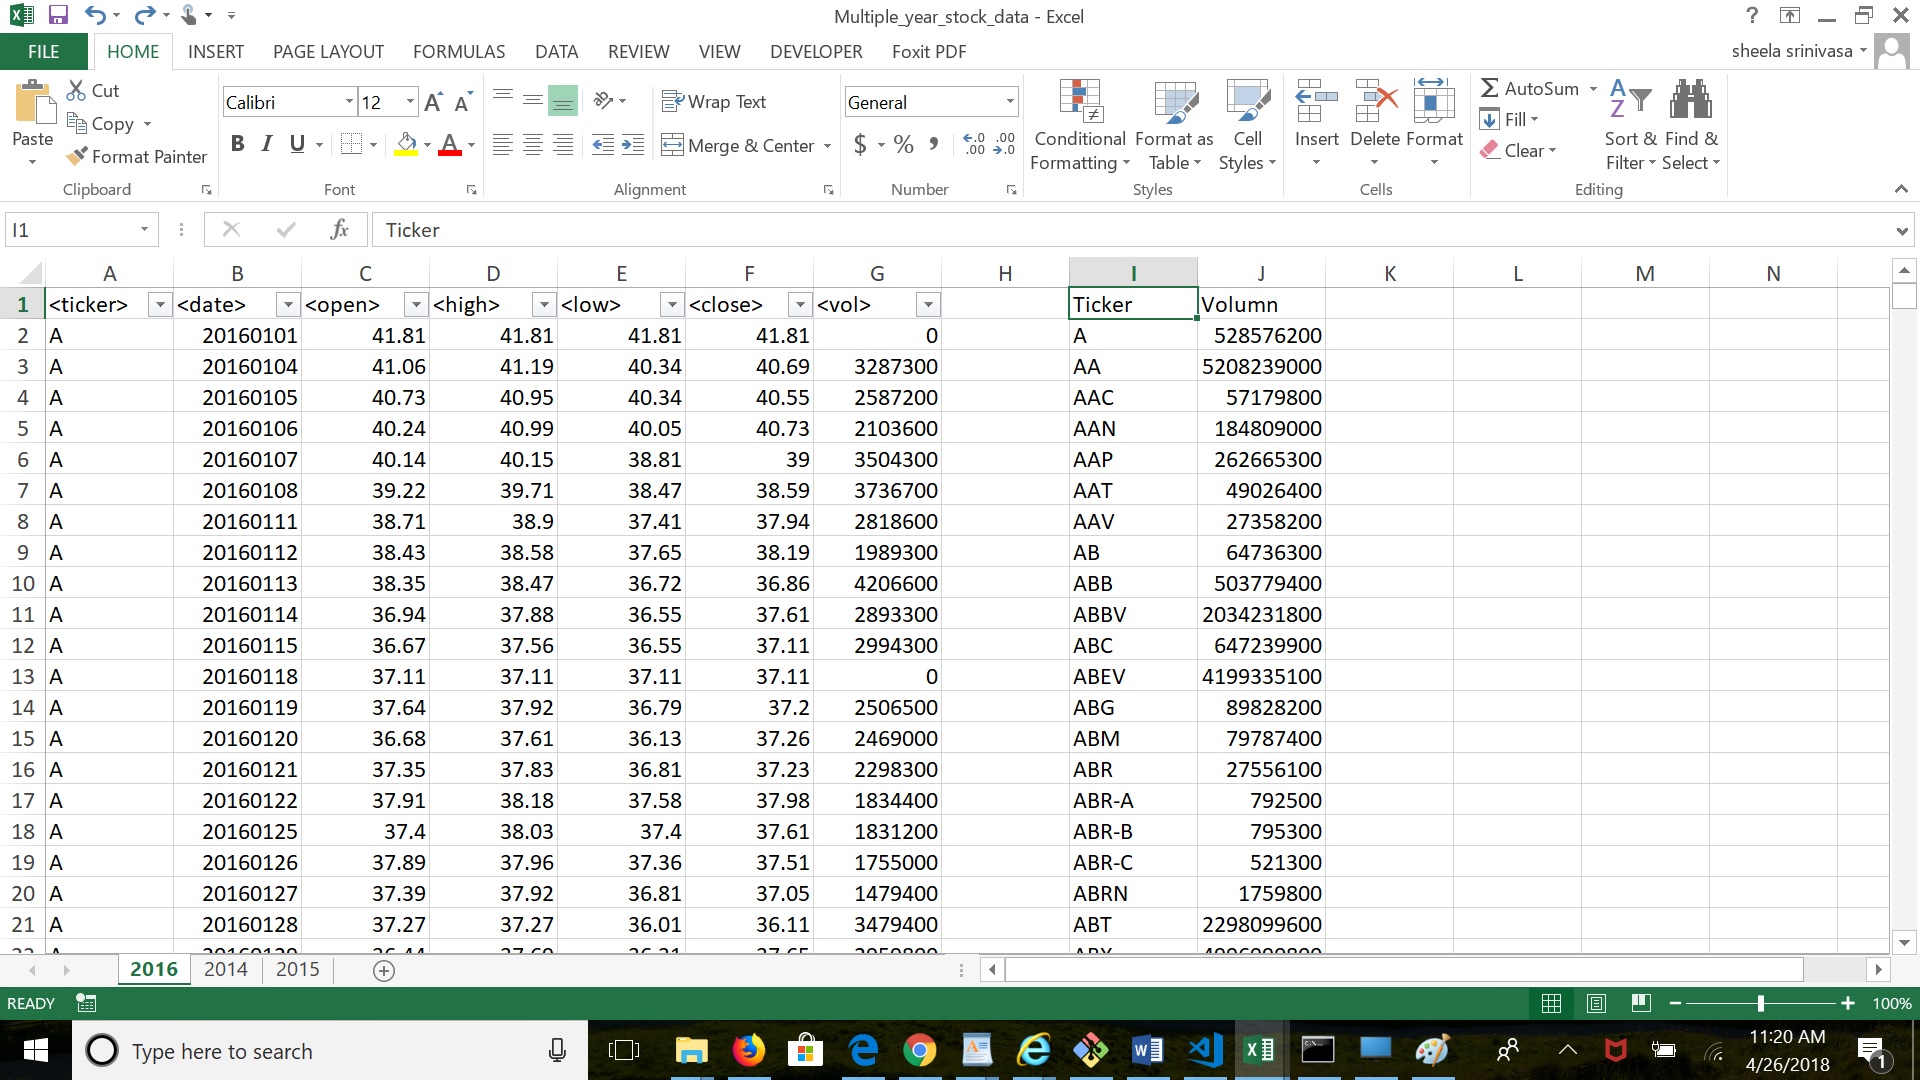 Multiple_year_stock_data - Excel
FILE HOME INSERT PAGE LAYOUT FORMULAS DATA REVIEW VIEW DEVELOPER Foxit PDF sheela srinivasa
Cut
Copy
Format Painter
Paste
Clipboard
Calibri 12
B I U
Font
Wrap Text
Merge & Center
Alignment
General
$ % ,
Number
Conditional Formatting
Format as Table
Cell Styles
Styles
Insert Delete Format
Cells
AutoSum
Fill
Clear
Sort & Filter
Find & Select
Editing
I1 fx Ticker
A B C D E F G H I J K L M N
1 <ticker> <date> <open> <high> <low> <close> <vol> Ticker Volumn
2 A 20160101 41.81 41.81 41.81 41.81 0 A 528576200
3 A 20160104 41.06 41.19 40.34 40.69 3287300 AA 5208239000
4 A 20160105 40.73 40.95 40.34 40.55 2587200 AAC 57179800
5 A 20160106 40.24 40.99 40.05 40.73 2103600 AAN 184809000
6 A 20160107 40.14 40.15 38.81 39 3504300 AAP 262665300
7 A 20160108 39.22 39.71 38.47 38.59 3736700 AAT 49026400
8 A 20160111 38.71 38.9 37.41 37.94 2818600 AAV 27358200
9 A 20160112 38.43 38.58 37.65 38.19 1989300 AB 64736300
10 A 20160113 38.35 38.47 36.72 36.86 4206600 ABB 503779400
11 A 20160114 36.94 37.88 36.55 37.61 2893300 ABBV 2034231800
12 A 20160115 36.67 37.56 36.55 37.11 2994300 ABC 647239900
13 A 20160118 37.11 37.11 37.11 37.11 0 ABEV 4199335100
14 A 20160119 37.64 37.92 36.79 37.2 2506500 ABG 89828200
15 A 20160120 36.68 37.61 36.13 37.26 2469000 ABM 79787400
16 A 20160121 37.35 37.83 36.81 37.23 2298300 ABR 27556100
17 A 20160122 37.91 38.18 37.58 37.98 1834400 ABR-A 792500
18 A 20160125 37.4 38.03 37.4 37.61 1831200 ABR-B 795300
19 A 20160126 37.89 37.96 37.36 37.51 1755000 ABR-C 521300
20 A 20160127 37.39 37.92 36.81 37.05 1479400 ABRN 1759800
21 A 20160128 37.27 37.27 36.01 36.11 3479400 ABT 2298099600
2016 2014 2015
READY 100%
Type here to search
11:20 AM
4/26/2018
1